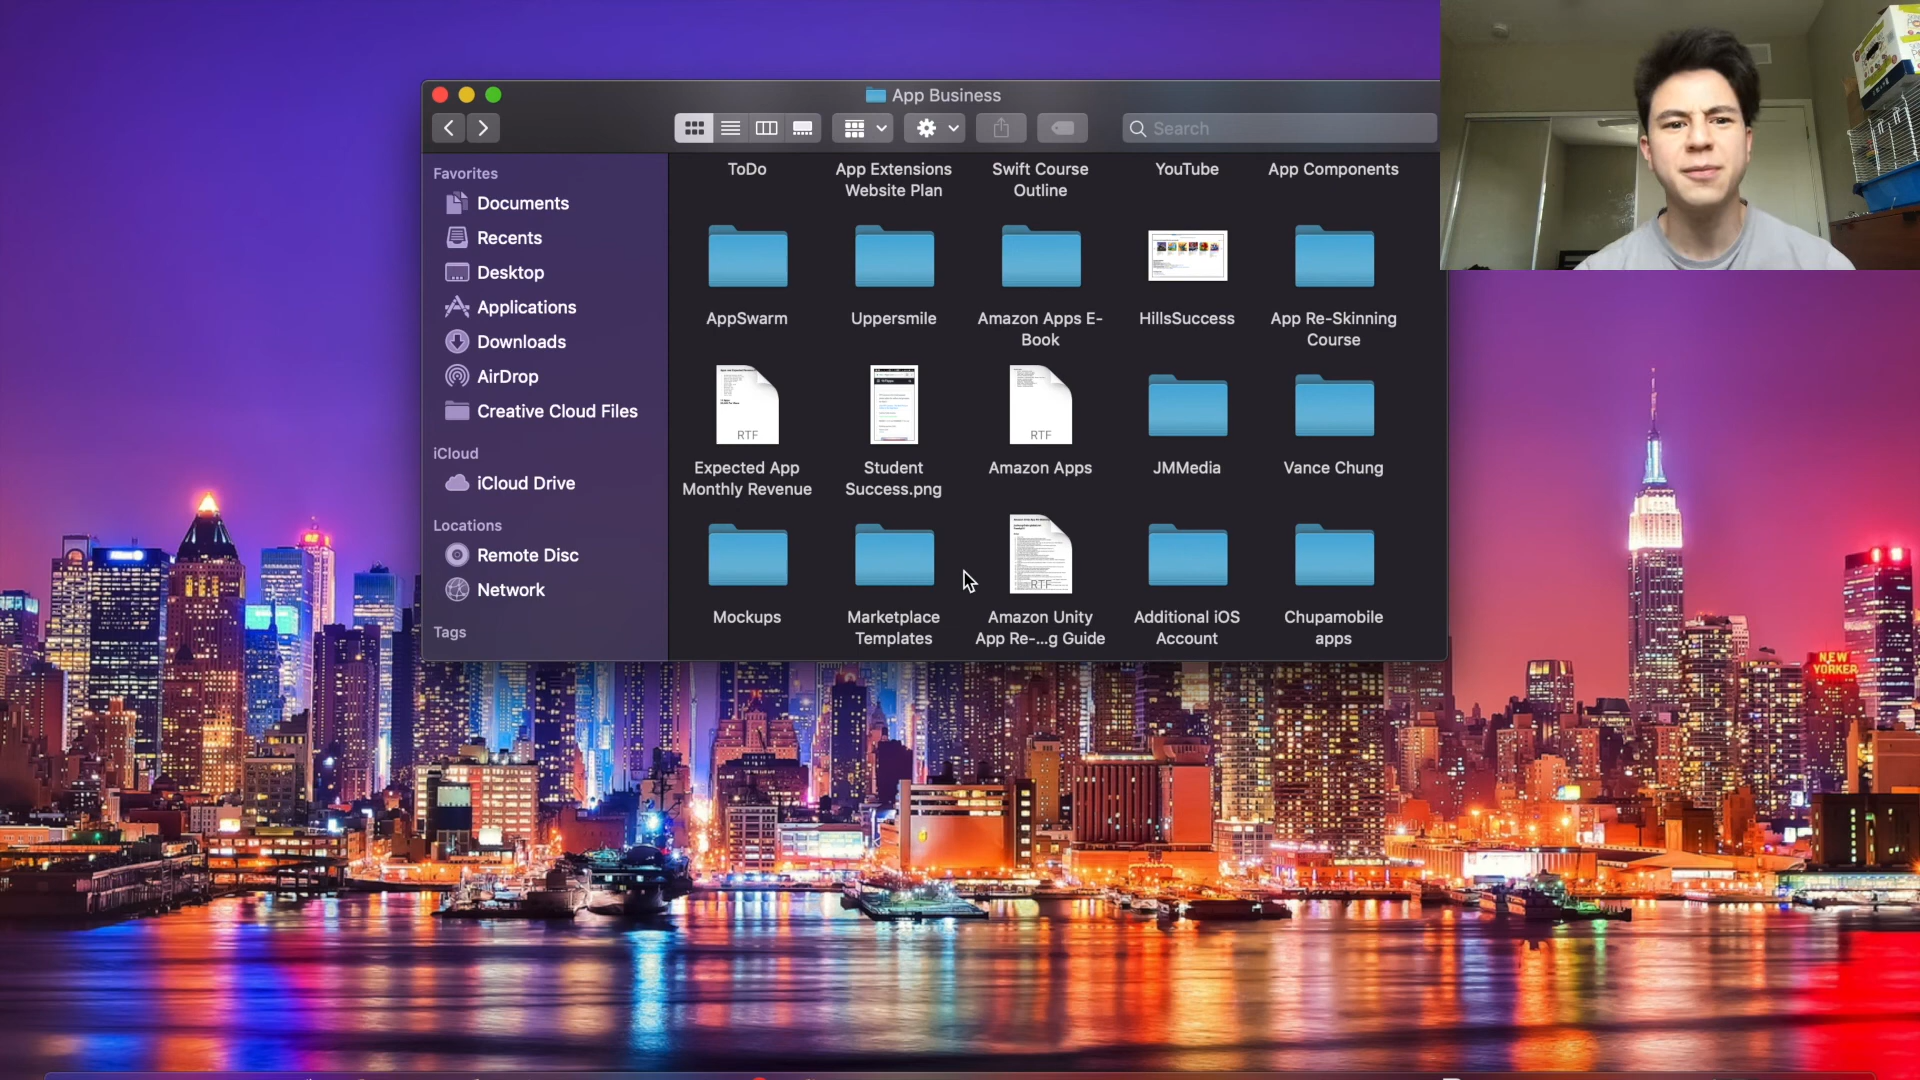 App Business
Search
Favorites
Documents
Recents
Desktop
Applications
Downloads
AirDrop
Creative Cloud Files
iCloud
iCloud Drive
Locations
Remote Disc
Network
Tags
ToDo
App Extensions
Website Plan
Swift Course
Outline
YouTube
App Components
AppSwarm
Uppersmile
Amazon Apps E-
Book
HillsSuccess
App Re-Skinning
Course
RTF
RTF
Expected App
Monthly Revenue
Student
Success.png
Amazon Apps
JMMedia
Vance Chung
RTF
Mockups
Marketplace
Templates
Amazon Unity
App Re-...g Guide
Additional iOS
Account
Chupamobile
apps
NEW
YORKER